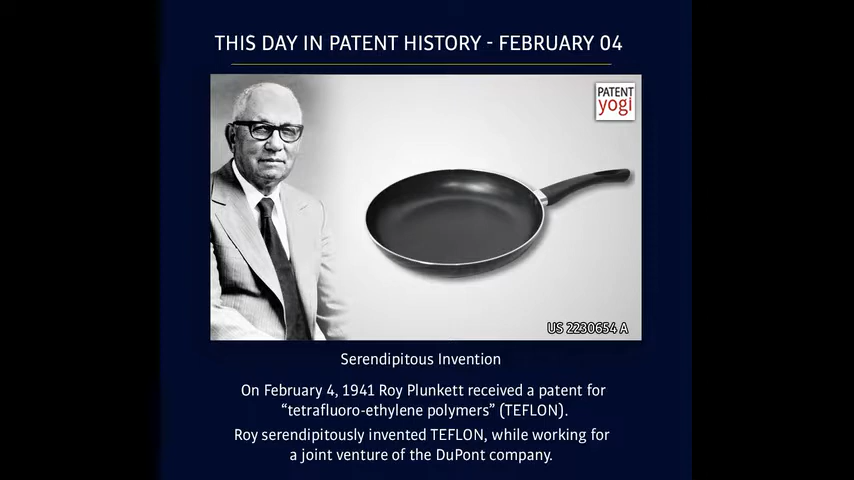 THIS DAY IN PATENT HISTORY - FEBRUARY 04
PATENT
yogi
US 2230654 A
Serendipitous Invention
On February 4, 1941 Roy Plunkett received a patent for
“tetrafluoro-ethylene polymers” (TEFLON).
Roy serendipitously invented TEFLON, while working for
a joint venture of the DuPont company.